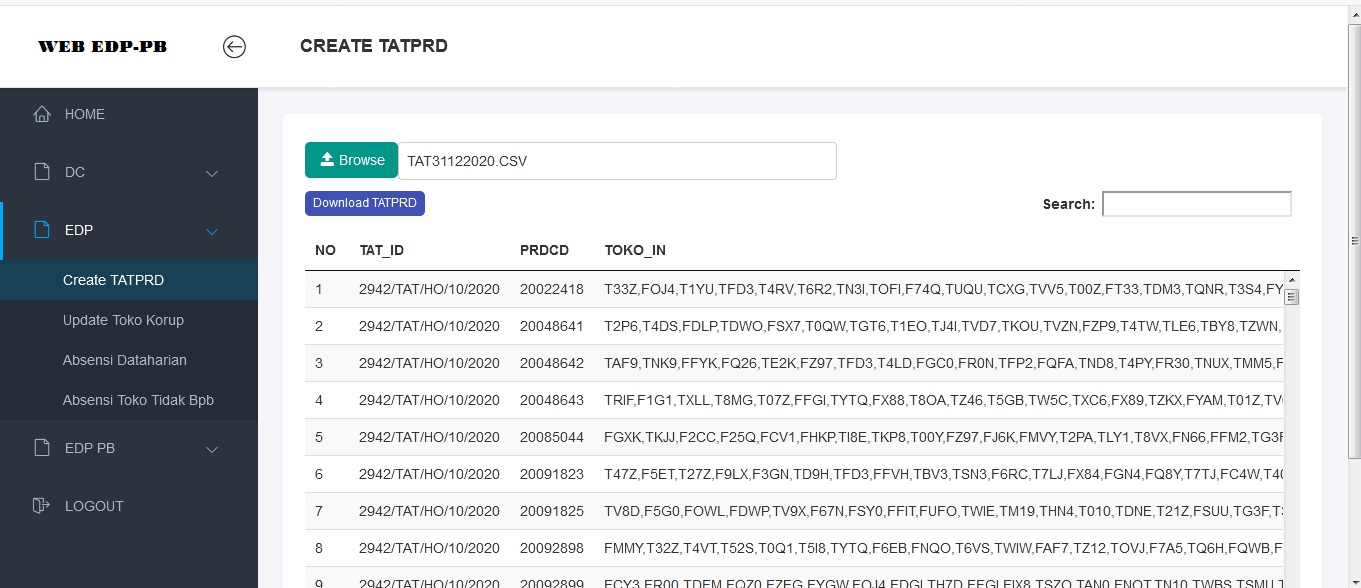 WEB EDP-PB
CREATE TATPRD
HOME
DC
EDP
Create TATPRD
Update Toko Korup
Absensi Dataharian
Absensi Toko Tidak Bpb
EDP PB
LOGOUT
Browse TAT31122020.CSV
Download TATPRD
Search:
NO TAT_ID PRDCD TOKO_IN
1 2942/TAT/HO/10/2020 20022418 T33Z,FOJ4,T1YU,TFD3,T4RV,T6R2,TN3I,TOFI,F74Q,TUQU,TCXG,TVV5,T00Z,FT33,TDM3,TQNR,T3S4,FY
2 2942/TAT/HO/10/2020 20048641 T2P6,T4DS,FDLP,TDWO,FSX7,T0QW,TGT6,T1EO,TJ4I,TVD7,TKOU,TVZN,FZP9,T4TW,TLE6,TBY8,TZWN,
3 2942/TAT/HO/10/2020 20048642 TAF9,TNK9,FFYK,FQ26,TE2K,FZ97,TFD3,T4LD,FGC0,FR0N,TFP2,FQFA,TND8,T4PY,FR30,TNUX,TMM5,F
4 2942/TAT/HO/10/2020 20048643 TRIF,F1G1,TXLL,T8MG,T07Z,FFGI,TYTQ,FX88,T8OA,TZ46,T5GB,TW5C,TXC6,FX89,TZKX,FYAM,T01Z,TV
5 2942/TAT/HO/10/2020 20085044 FGXK,TKJJ,F2CC,F25Q,FCV1,FHKP,TI8E,TKP8,T00Y,FZ97,FJ6K,FMVY,T2PA,TLY1,T8VX,FN66,FFM2,TG3F
6 2942/TAT/HO/10/2020 20091823 T47Z,F5ET,T27Z,F9LX,F3GN,TD9H,TFD3,FFVH,TBV3,TSN3,F6RC,T7LJ,FX84,FGN4,FQ8Y,T7TJ,FC4W,T40
7 2942/TAT/HO/10/2020 20091825 TV8D,F5G0,FOWL,FDWP,TV9X,F67N,FSY0,FFIT,FUFO,TWIE,TM19,THN4,T010,TDNE,T21Z,FSUU,TG3F,T
8 2942/TAT/HO/10/2020 20092898 FMMY,T32Z,T4VT,T52S,T0Q1,T5I8,TYTQ,F6EB,FNQO,T6VS,TWIW,FAF7,TZ12,TOVJ,F7A5,TQ6H,FQWB,F
9 2942/TAT/HO/10/2020 20092899